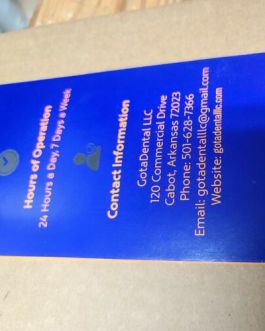 Hours of Operation
24 Hours a Day, 7 Days a Week
Contact Information
GotaDental LLC
120 Commercial Drive
Cabot, Arkansas 72023
Phone: 501-628-7366
Email: gotadentalllc@gmail.com
Website: gotadentalllc.com